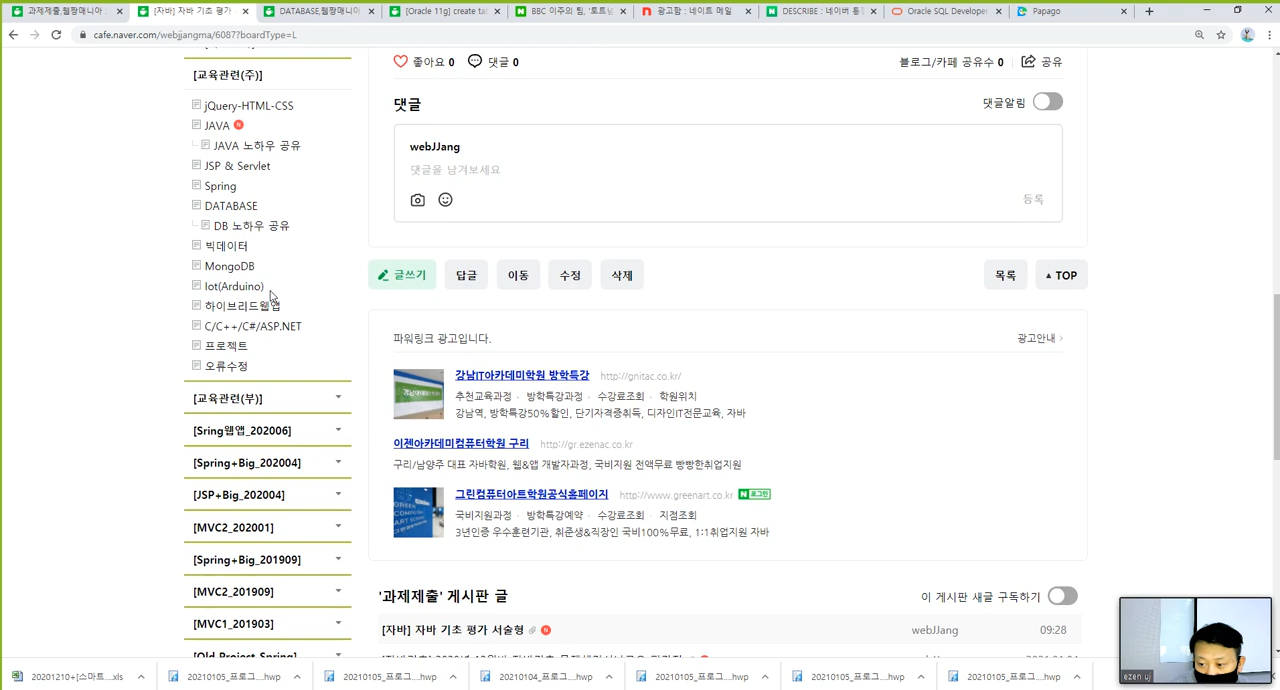 과제제출,웹짱매니아
[자바] 자바 기초 평가
DATABASE,웹짱매니아
[Oracle 11g] create ta
BBC 이주의 팀, '토트넘
광고함 : 네이트 메일
DESCRIBE : 네이버 통
Oracle SQL Developer
Papago
cafe.naver.com/webjjangma/6087?boardType=L
[교육관련(주)]
jQuery-HTML-CSS
JAVA N
JAVA 노하우 공유
JSP & Servlet
Spring
DATABASE
DB 노하우 공유
빅데이터
MongoDB
Iot(Arduino)
하이브리드웹앱
C/C++/C#/ASP.NET
프로젝트
오류수정
[교육관련(부)]
[Sring웹앱_202006]
[Spring+Big_202004]
[JSP+Big_202004]
[MVC2_202001]
[Spring+Big_201909]
[MVC2_201909]
[MVC1_201903]
[Old Project-Spring]
좋아요 0 댓글 0
블로그/카페 공유수 0 공유
댓글
댓글알림
webJJang
댓글을 남겨보세요
등록
글쓰기 답글 이동 수정 삭제
목록 ▲ TOP
파워링크 광고입니다.
광고안내 >
강남IT아카데미학원 방학특강 http://gnitac.co.kr/
추천교육과정 · 방학특강과정 · 수강료조회 · 학원위치
강남역, 방학특강50%할인, 단기자격증취득, 디자인IT전문교육, 자바
이젠아카데미컴퓨터학원 구리 http://gr.ezenac.co.kr
구리/남양주 대표 자바학원, 웹&앱 개발자과정, 국비지원 전액무료 빵빵한취업지원
그린컴퓨터아트학원공식홈페이지 http://www.greenart.co.kr N 로그인
국비지원과정 · 방학특강예약 · 수강료조회 · 지점조회
3년인증 우수훈련기관, 취준생&직장인 국비100%무료, 1:1취업지원 자바
'과제제출' 게시판 글
이 게시판 새글 구독하기
[자바] 자바 기초 평가 서술형 N
webJJang
09:28
20201210+[스마트....xls
20210105_프로그....hwp
20210105_프로그....hwp
20210105_프로그....hwp
20210105_프로그....hwp
20210105_프로그....hwp
ezen uj